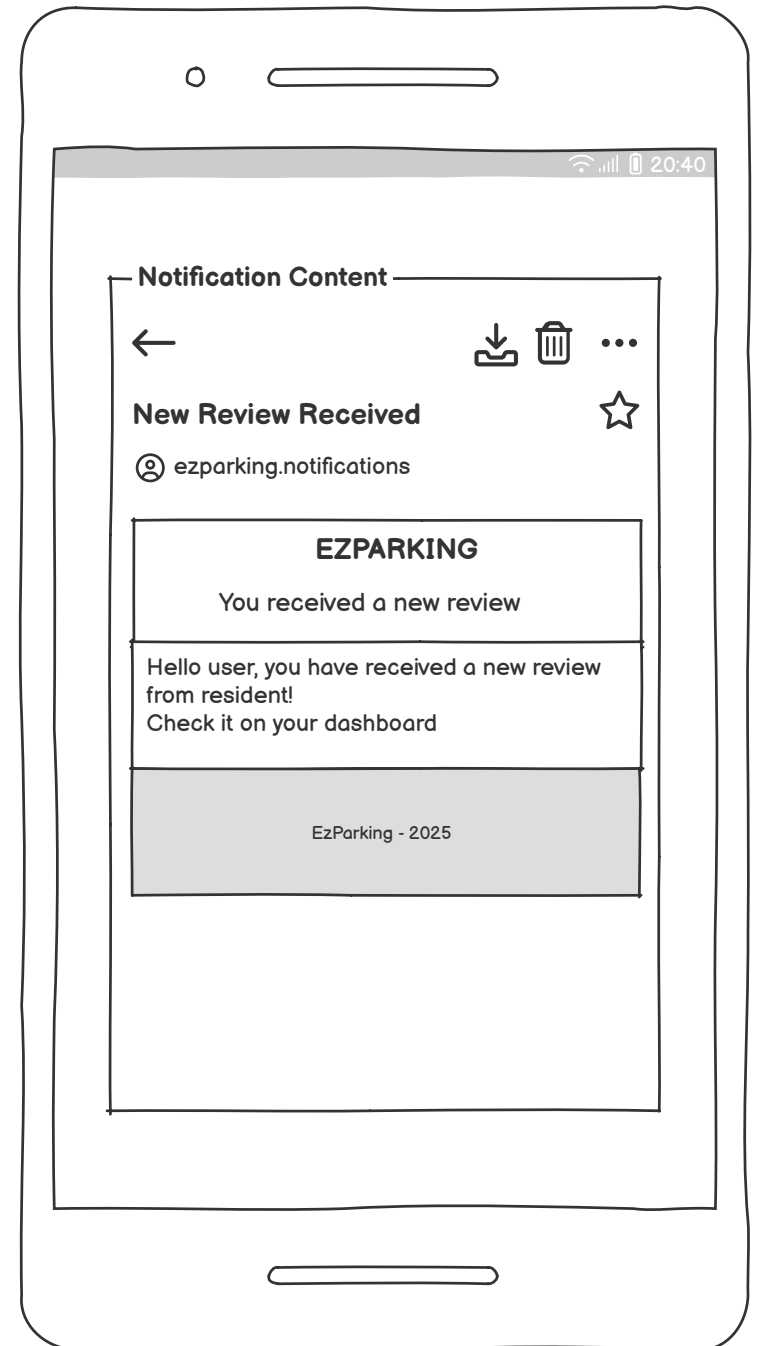 20:40
Notification Content
New Review Received
ezparking.notifications
EZPARKING
You received a new review
Hello user, you have received a new review
from resident!
Check it on your dashboard
EzParking - 2025